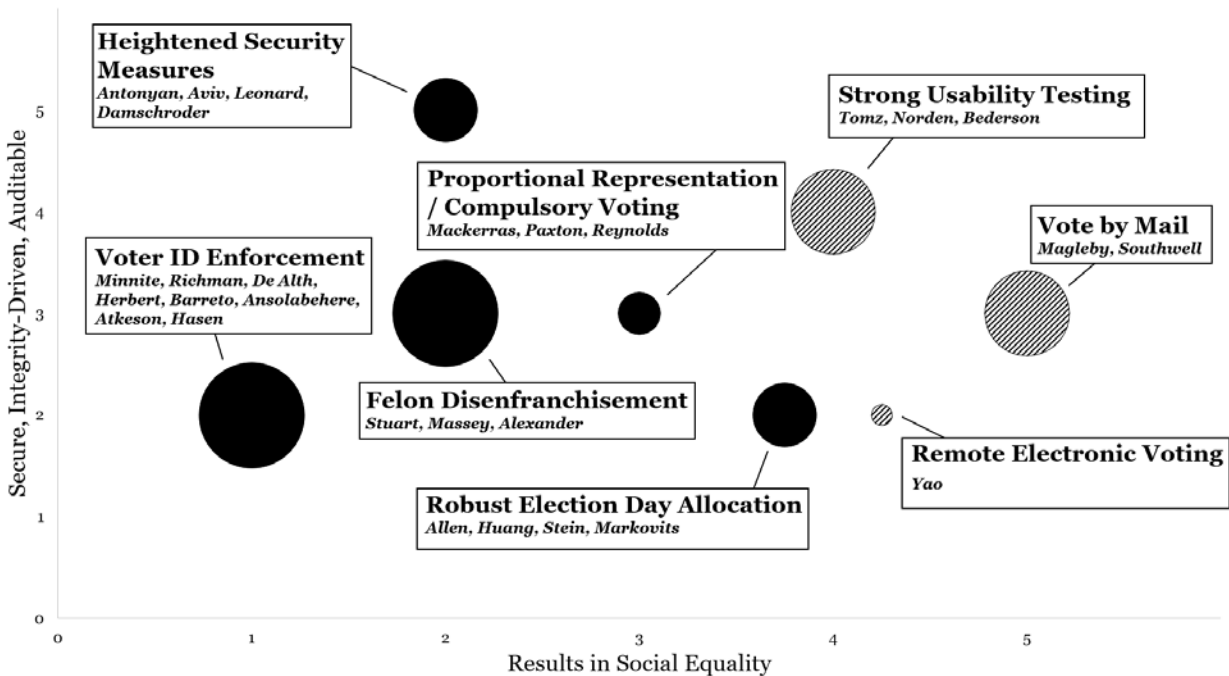 Heightened Security
Measures
Antonyan, Aviv, Leonard,
Damschroder
Strong Usability Testing
Tomz, Norden, Bederson
Proportional Representation
/ Compulsory Voting
Mackerras, Paxton, Reynolds
Vote by Mail
Magleby, Southwell
Voter ID Enforcement
Minnite, Richman, De Alth,
Herbert, Barreto, Ansolabehere,
Atkeson, Hasen
Felon Disenfranchisement
Stuart, Massey, Alexander
Remote Electronic Voting
Yao
Robust Election Day Allocation
Allen, Huang, Stein, Markovits
Secure, Integrity-Driven, Auditable
5
4
3
2
1
0
0 1 2 3 4 5
Results in Social Equality